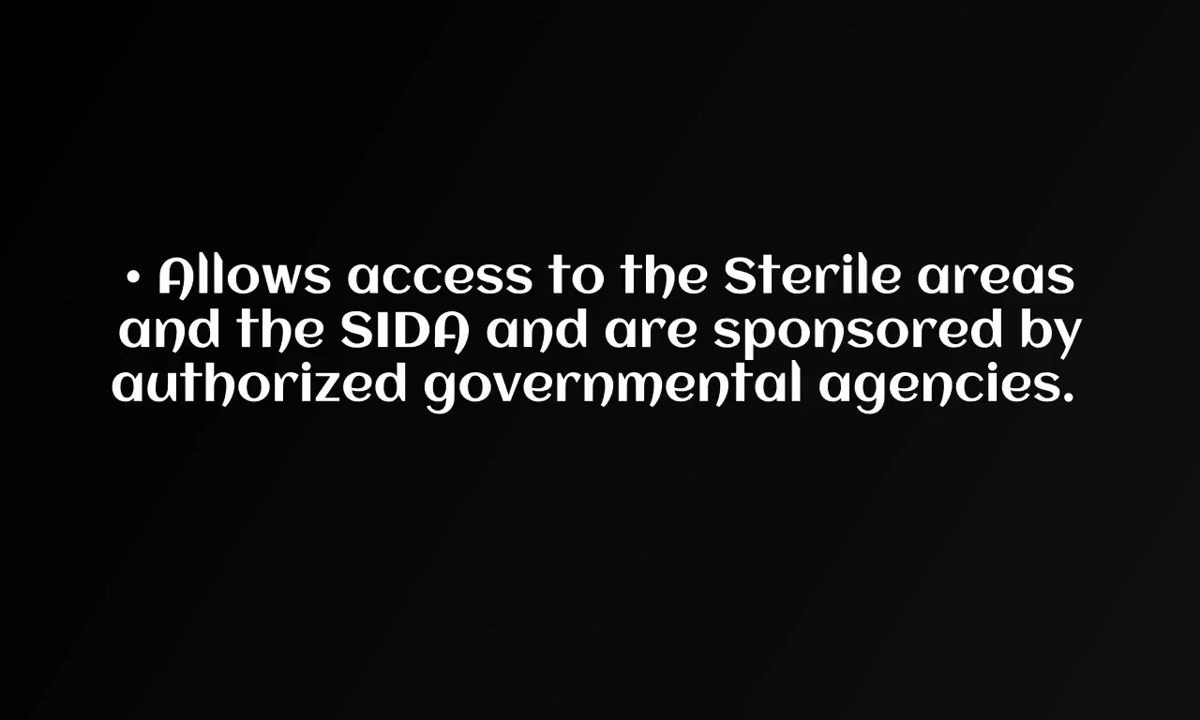 • Allows access to the Sterile areas
and the SIDA and are sponsored by
authorized governmental agencies.